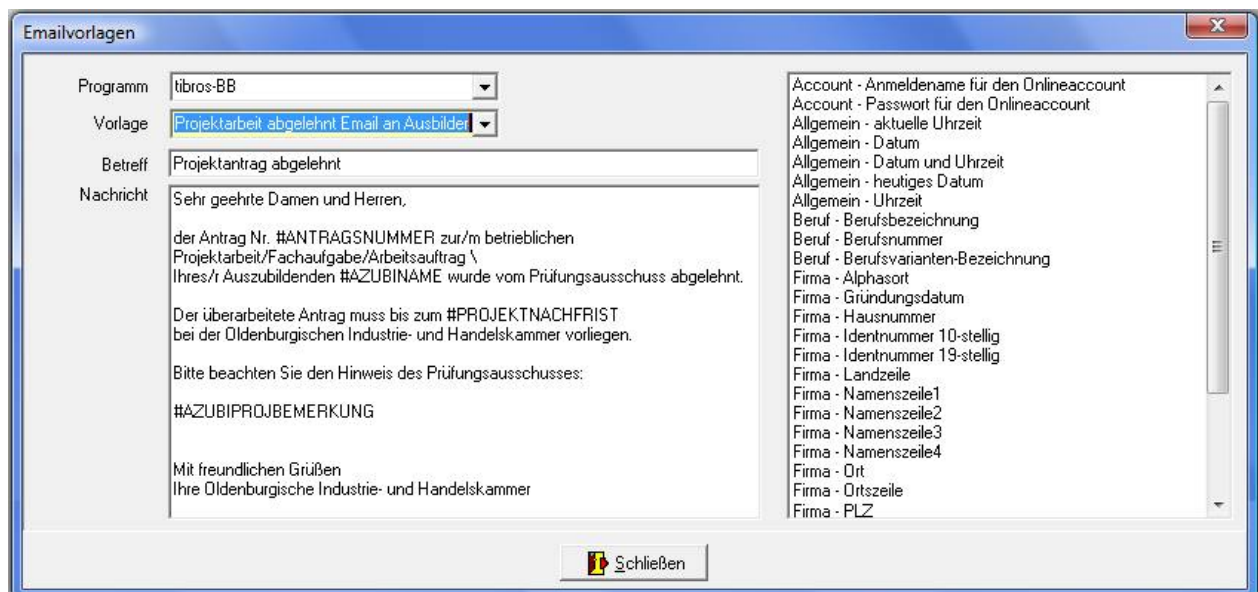 Emailvorlagen
Programm tibros-BB
Vorlage Projektarbeit abgelehnt Email an Ausbilder
Betreff Projektantrag abgelehnt
Nachricht
Sehr geehrte Damen und Herren,
der Antrag Nr. #ANTRAGSNUMMER zur/m betrieblichen
Projektarbeit/Fachaufgabe/Arbeitsauftrag \
Ihres/r Auszubildenden #AZUBINAME wurde vom Prüfungsausschuss abgelehnt.
Der überarbeitete Antrag muss bis zum #PROJEKTNACHFRIST
bei der Oldenburgischen Industrie- und Handelskammer vorliegen.
Bitte beachten Sie den Hinweis des Prüfungsausschusses:
#AZUBIPROJBEMERKUNG
Mit freundlichen Grüßen
Ihre Oldenburgische Industrie- und Handelskammer
Account - Anmeldename für den Onlineaccount
Account - Passwort für den Onlineaccount
Allgemein - aktuelle Uhrzeit
Allgemein - Datum
Allgemein - Datum und Uhrzeit
Allgemein - heutiges Datum
Allgemein - Uhrzeit
Beruf - Berufsbezeichnung
Beruf - Berufsnummer
Beruf - Berufsvarianten-Bezeichnung
Firma - Alphasort
Firma - Gründungsdatum
Firma - Hausnummer
Firma - Identnummer 10-stellig
Firma - Identnummer 19-stellig
Firma - Landzeile
Firma - Namenszeile1
Firma - Namenszeile2
Firma - Namenszeile3
Firma - Namenszeile4
Firma - Ort
Firma - Ortszeile
Firma - PLZ
Schließen